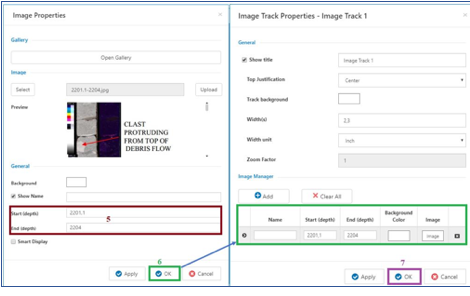 Image Properties
Gallery
Open Gallery
Image
Select
2201.1-2204.jpg
Upload
Preview
CLAST
PROTRUDING
FROM TOP OF
DEBRIS FLOW
General
Background
Show Name
Start (depth)
2201.1
5
End (depth)
2204
Smart Display
6
Apply
OK
Cancel
Image Track Properties - Image Track 1
General
Show title
Image Track 1
Top Justification
Center
Track background
Width(s)
2.5
Width unit
Inch
Zoom Factor
1
Image Manager
Add
Clear All
Name
Start (depth)
End (depth)
Background
Color
Image
2201.1
2204
Image
7
Apply
OK
Cancel